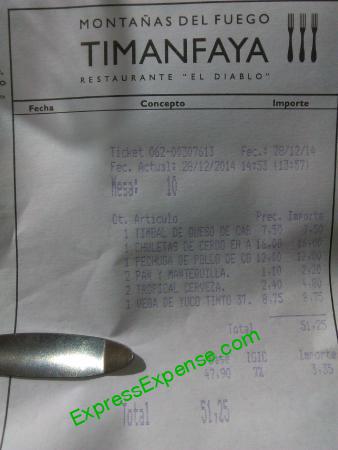 MONTAÑAS DEL FUEGO
TIMANFAYA
RESTAURANTE "EL DIABLO"
Fecha Concepto Importe
Ticket 062-00307613 Fec.: 28/12/14
Fec. Actual: 28/12/2014 14:53 (13:57)
Mesa: 10
Ct. Articulo Prec. Importe
1 TIMBAL DE QUESO DE CAB 7.50 7.50
1 CHULETAS DE CERDO EN A 16.00 16.00
1 PECHUGA DE POLLO DE CO 12.00 12.00
2 PAN Y MANTEQUILLA. 1.10 2.20
2 TROPICAL CERVEZA. 2.40 4.80
1 VEGA DE YUCO TINTO 37. 8.75 8.75
Total 51.25
IGIC Importe
47.90 7% 3.35
Total 51,25
ExpressExpense.com